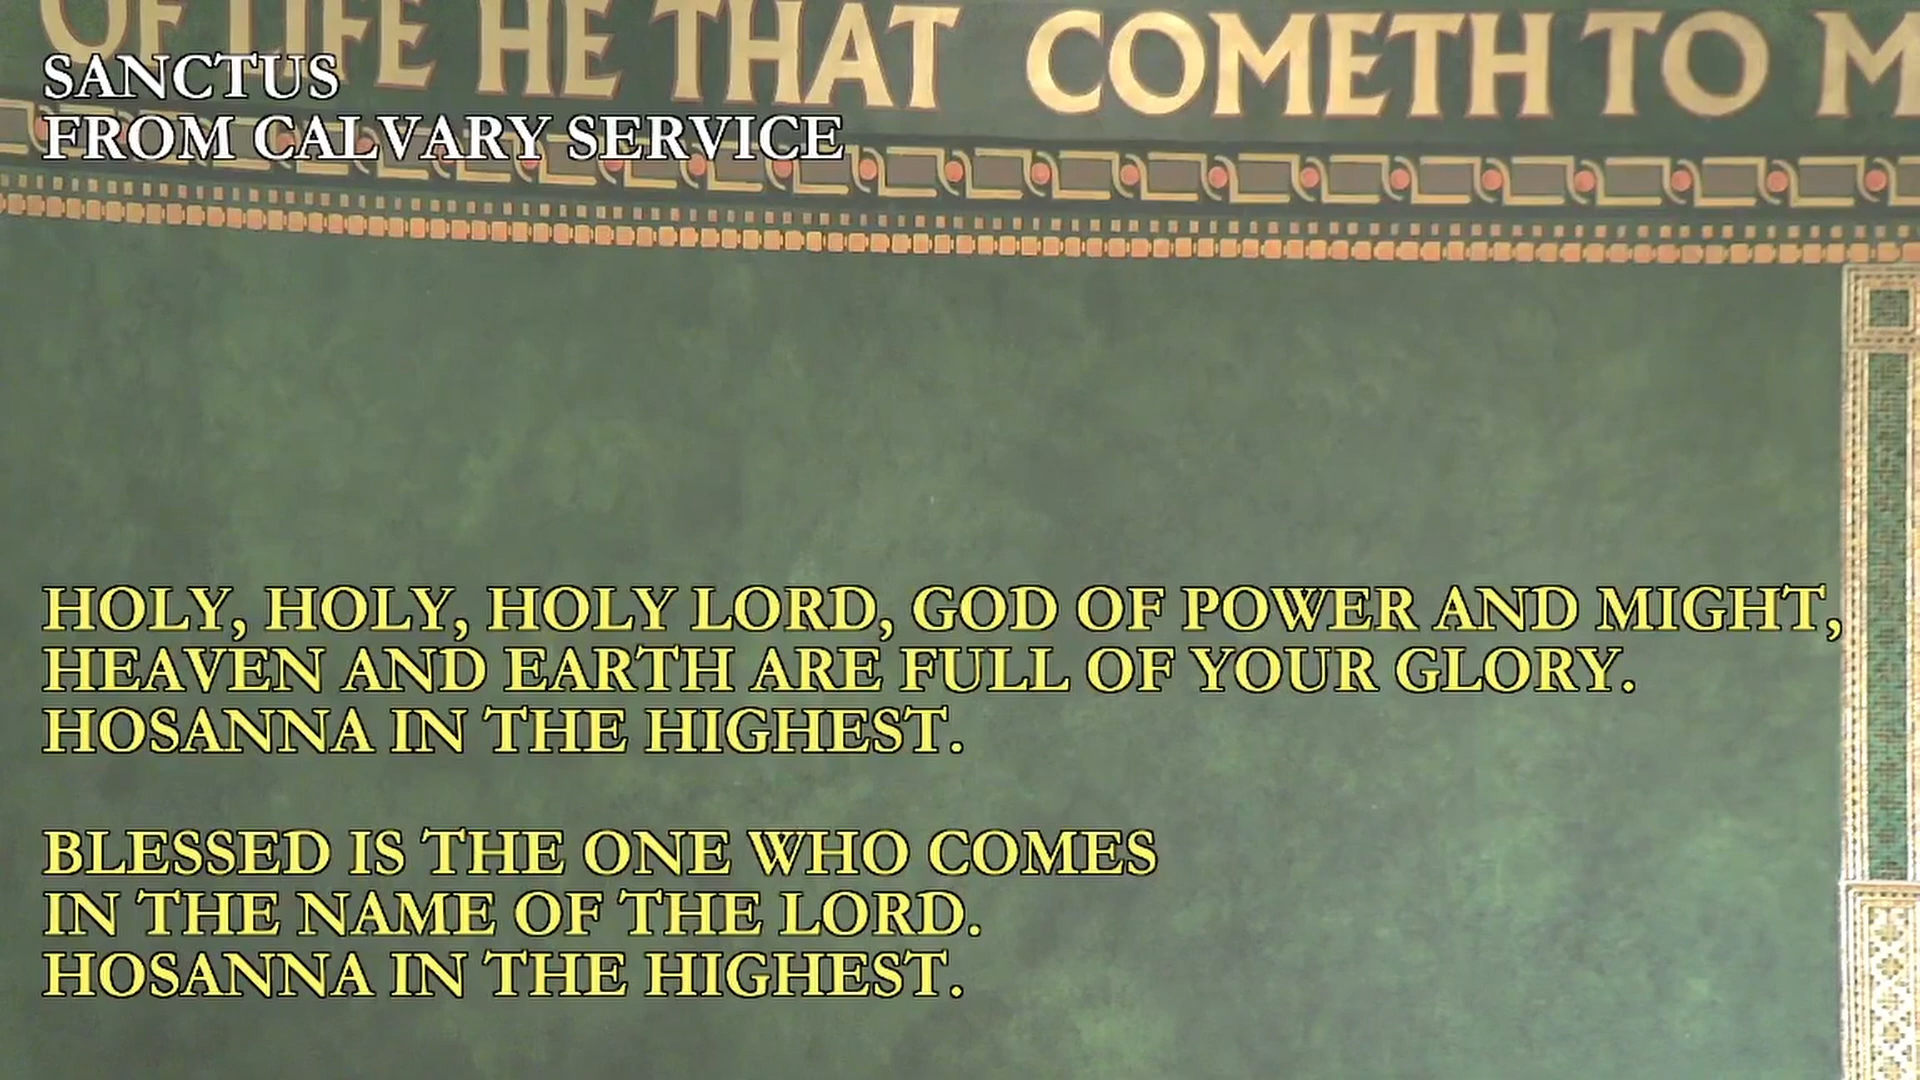 OF LIFE HE THAT COMETH TO M
SANCTUS
FROM CALVARY SERVICE
HOLY, HOLY, HOLY LORD, GOD OF POWER AND MIGHT,
HEAVEN AND EARTH ARE FULL OF YOUR GLORY.
HOSANNA IN THE HIGHEST.
BLESSED IS THE ONE WHO COMES
IN THE NAME OF THE LORD.
HOSANNA IN THE HIGHEST.